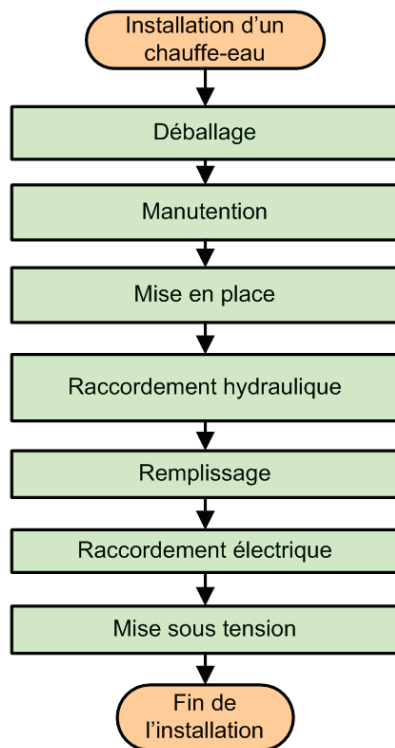 Installation d'un
chauffe-eau
Déballage
Manutention
Mise en place
Raccordement hydraulique
Remplissage
Raccordement électrique
Mise sous tension
Fin de
l'installation